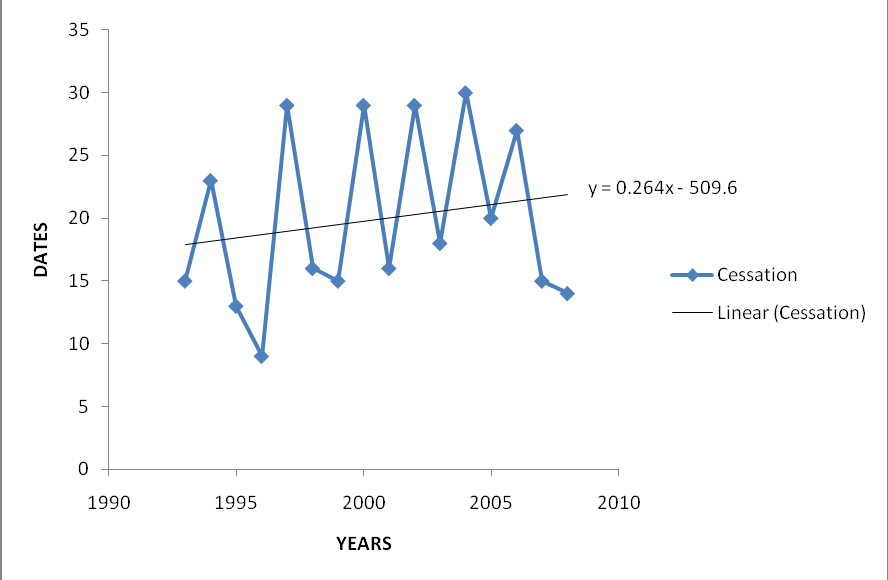 35
30
25
20
15
10
5
0
DATES
1990 1995 2000 2005 2010
YEARS
y = 0.264x - 509.6
Cessation
Linear (Cessation)